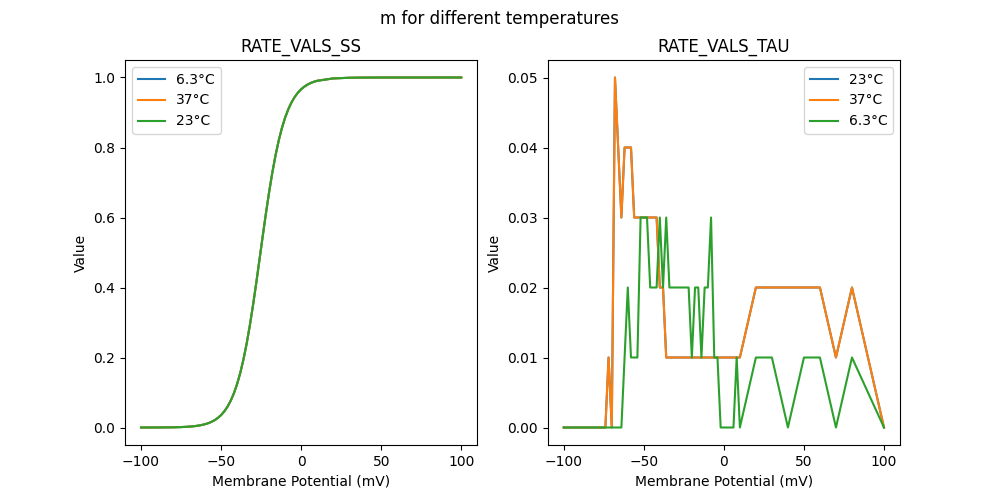 m for different temperatures
RATE_VALS_SS
1.0
0.8
0.6
0.4
0.2
0.0
Value
6.3°C
37°C
23°C
−100
−50
0
50
100
Membrane Potential (mV)
RATE_VALS_TAU
0.05
0.04
0.03
0.02
0.01
0.00
Value
23°C
37°C
6.3°C
−100
−50
0
50
100
Membrane Potential (mV)